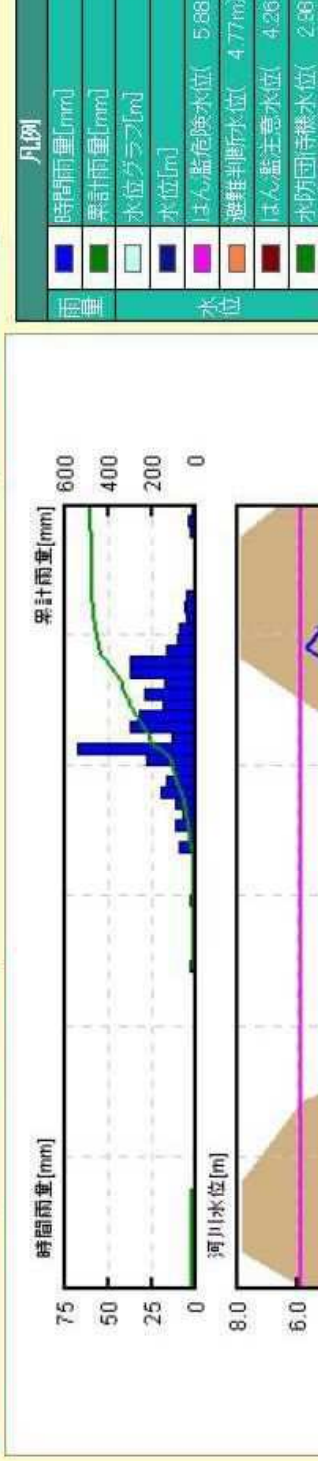 時間雨量[mm]
累計雨量[mm]
75
50
25
0
600
400
200
0
河川水位[m]
8.0
6.0
凡例
雨量
時間雨量[mm]
累計雨量[mm]
水位
水位グラフ[m]
水位[m]
はん濫危険水位( 5.88
避難判断水位( 4.77m)
はん濫注意水位( 4.26
水防団待機水位( 2.98